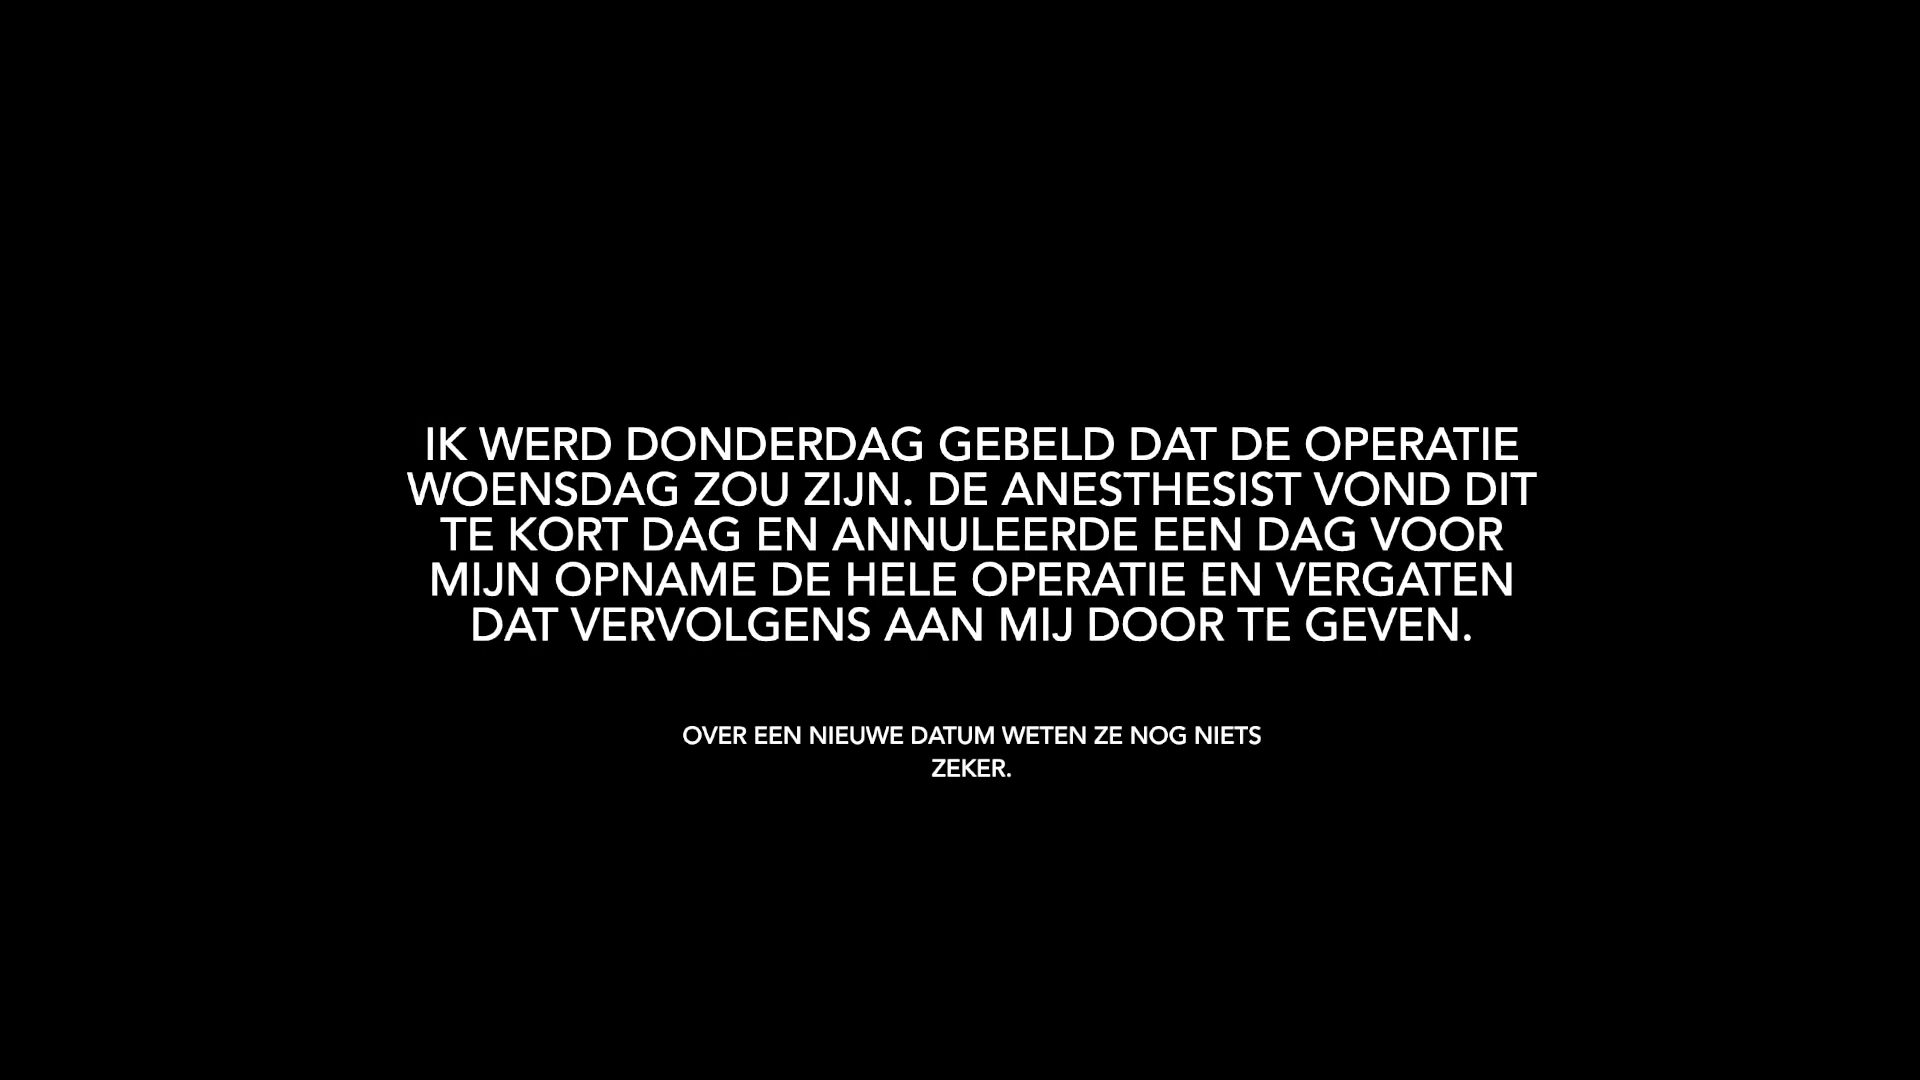 IK WERD DONDERDAG GEBELD DAT DE OPERATIE
WOENSDAG ZOU ZIJN. DE ANESTHESIST VOND DIT
TE KORT DAG EN ANNULEERDE EEN DAG VOOR
MIJN OPNAME DE HELE OPERATIE EN VERGATEN
DAT VERVOLGENS AAN MIJ DOOR TE GEVEN.
OVER EEN NIEUWE DATUM WETEN ZE NOG NIETS
ZEKER.